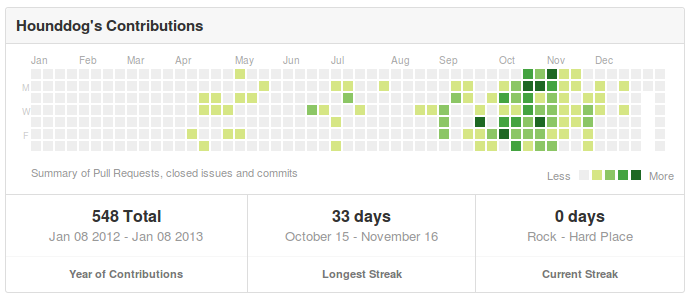 Hounddog's Contributions
Jan Feb Mar Apr May Jun Jul Aug Sep Oct Nov Dec
M
W
F
Summary of Pull Requests, closed issues and commits
Less More
548 Total 33 days 0 days
Jan 08 2012 - Jan 08 2013 October 15 - November 16 Rock - Hard Place
Year of Contributions Longest Streak Current Streak